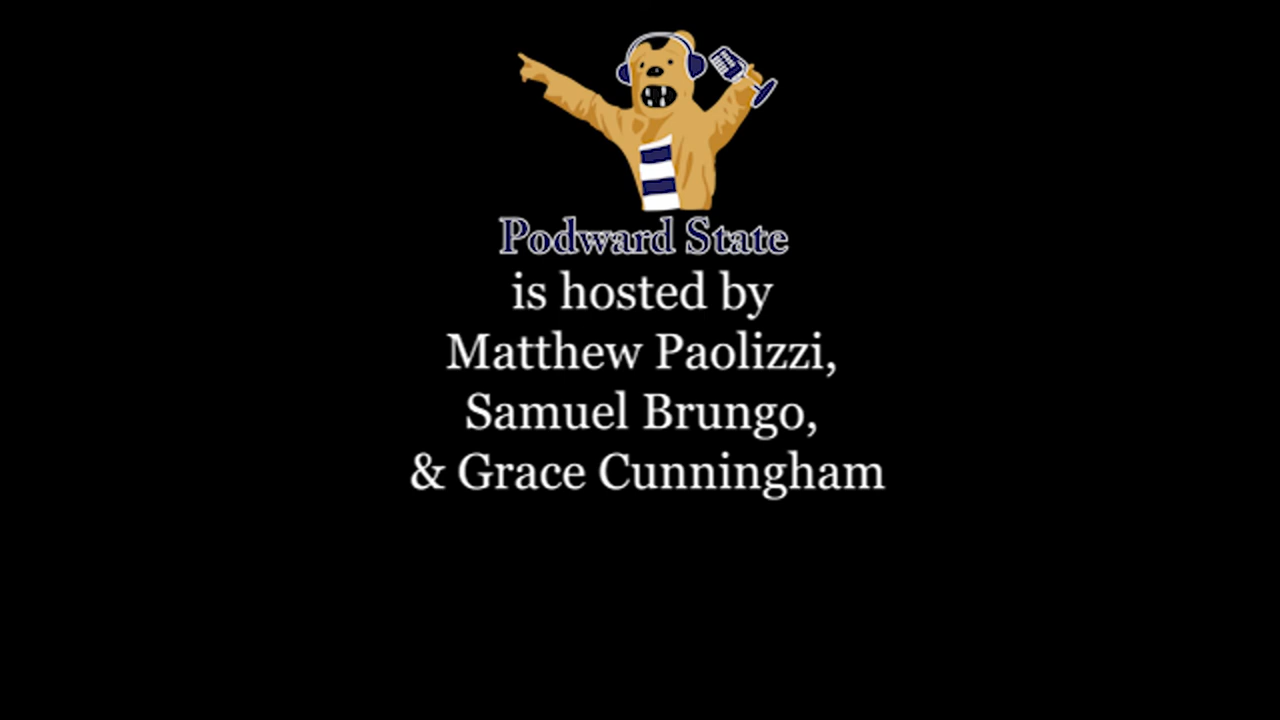 Podward State
is hosted by
Matthew Paolizzi,
Samuel Brungo,
& Grace Cunningham